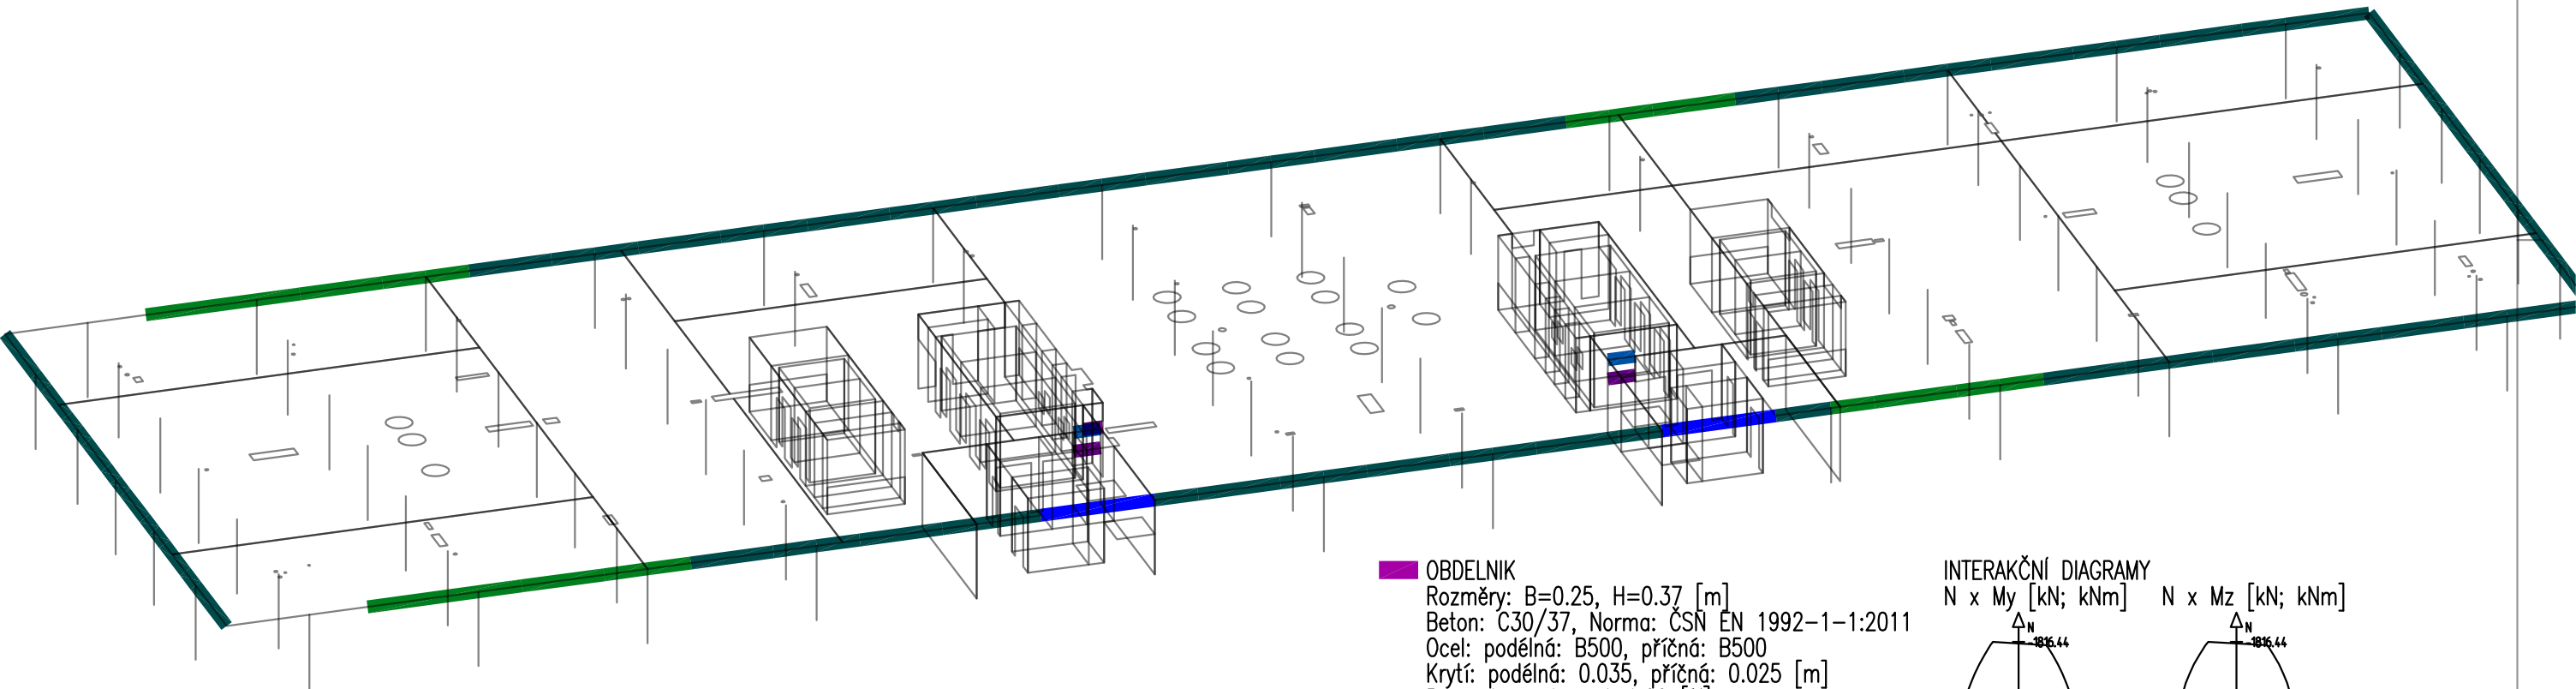 OBDELNIK
Rozměry: B=0.25, H=0.37 [m]
Beton: C30/37, Norma: ČSN EN 1992-1-1:2011
Ocel: podélná: B500, příčná: B500
Krytí: podélná: 0.035, příčná: 0.025 [m]
INTERAKČNÍ DIAGRAMY
N x My [kN; kNm] N x Mz [kN; kNm]
N N
-1816.44 -1816.44